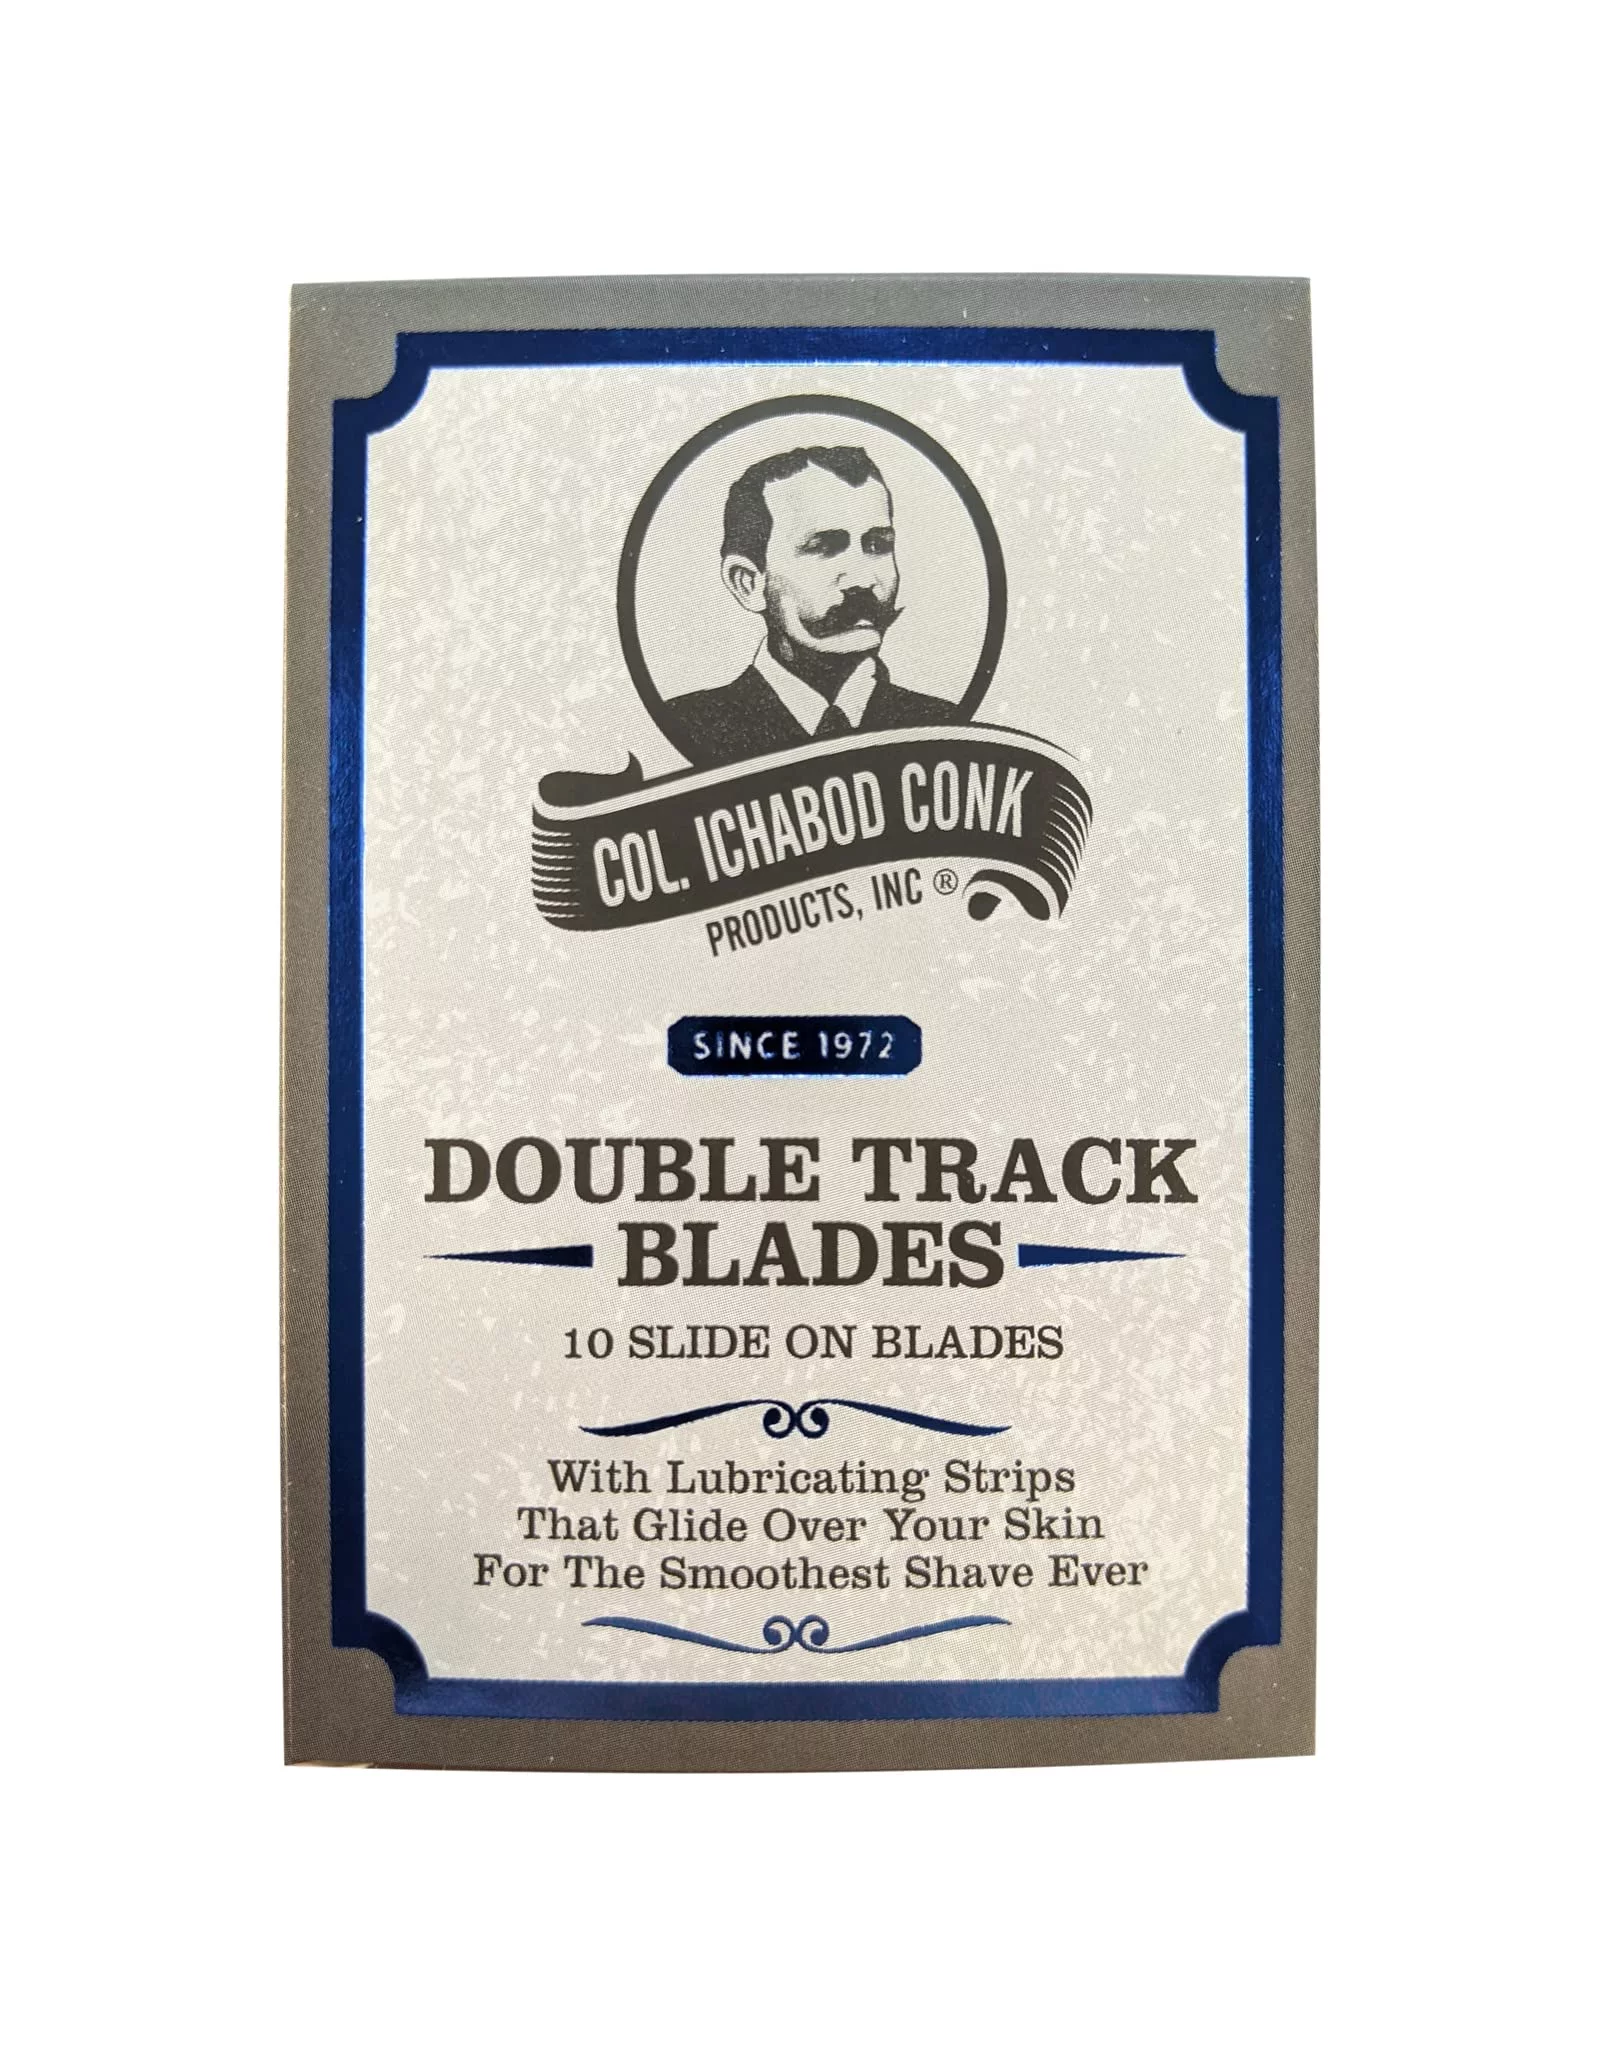 COL. ICHABOD CONK
PRODUCTS, INC ®
SINCE 1972
DOUBLE TRACK
BLADES
10 SLIDE ON BLADES
With Lubricating Strips
That Glide Over Your Skin
For The Smoothest Shave Ever